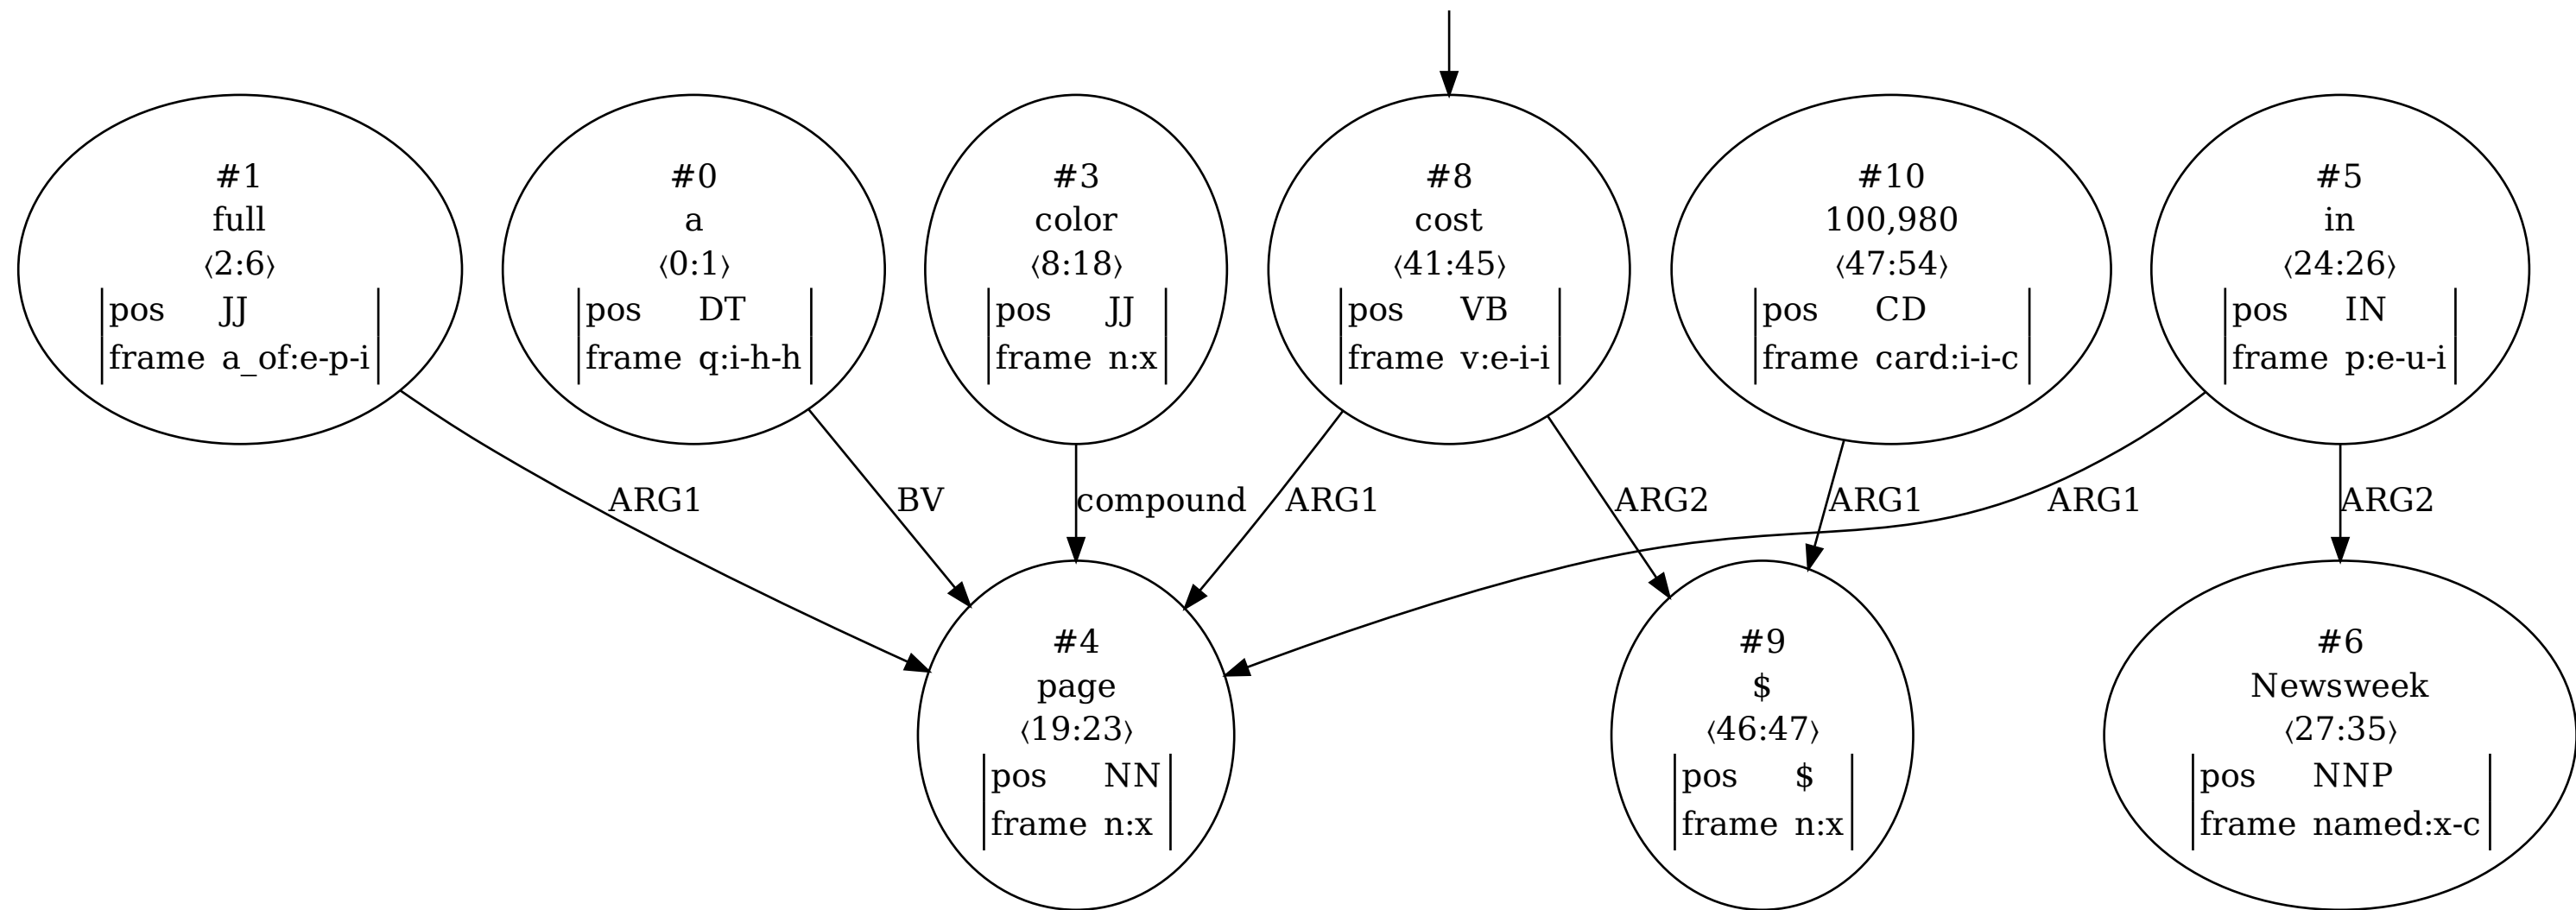 #1
full
⟨2:6⟩
pos JJ
frame a_of:e-p-i
#0
a
⟨0:1⟩
pos DT
frame q:i-h-h
#3
color
⟨8:18⟩
pos JJ
frame n:x
#8
cost
⟨41:45⟩
pos VB
frame v:e-i-i
#10
100,980
⟨47:54⟩
pos CD
frame card:i-i-c
#5
in
⟨24:26⟩
pos IN
frame p:e-u-i
ARG1
BV
compound
ARG1
ARG2
ARG1
ARG1
ARG2
#4
page
⟨19:23⟩
pos NN
frame n:x
#9
$
⟨46:47⟩
pos $
frame n:x
#6
Newsweek
⟨27:35⟩
pos NNP
frame named:x-c